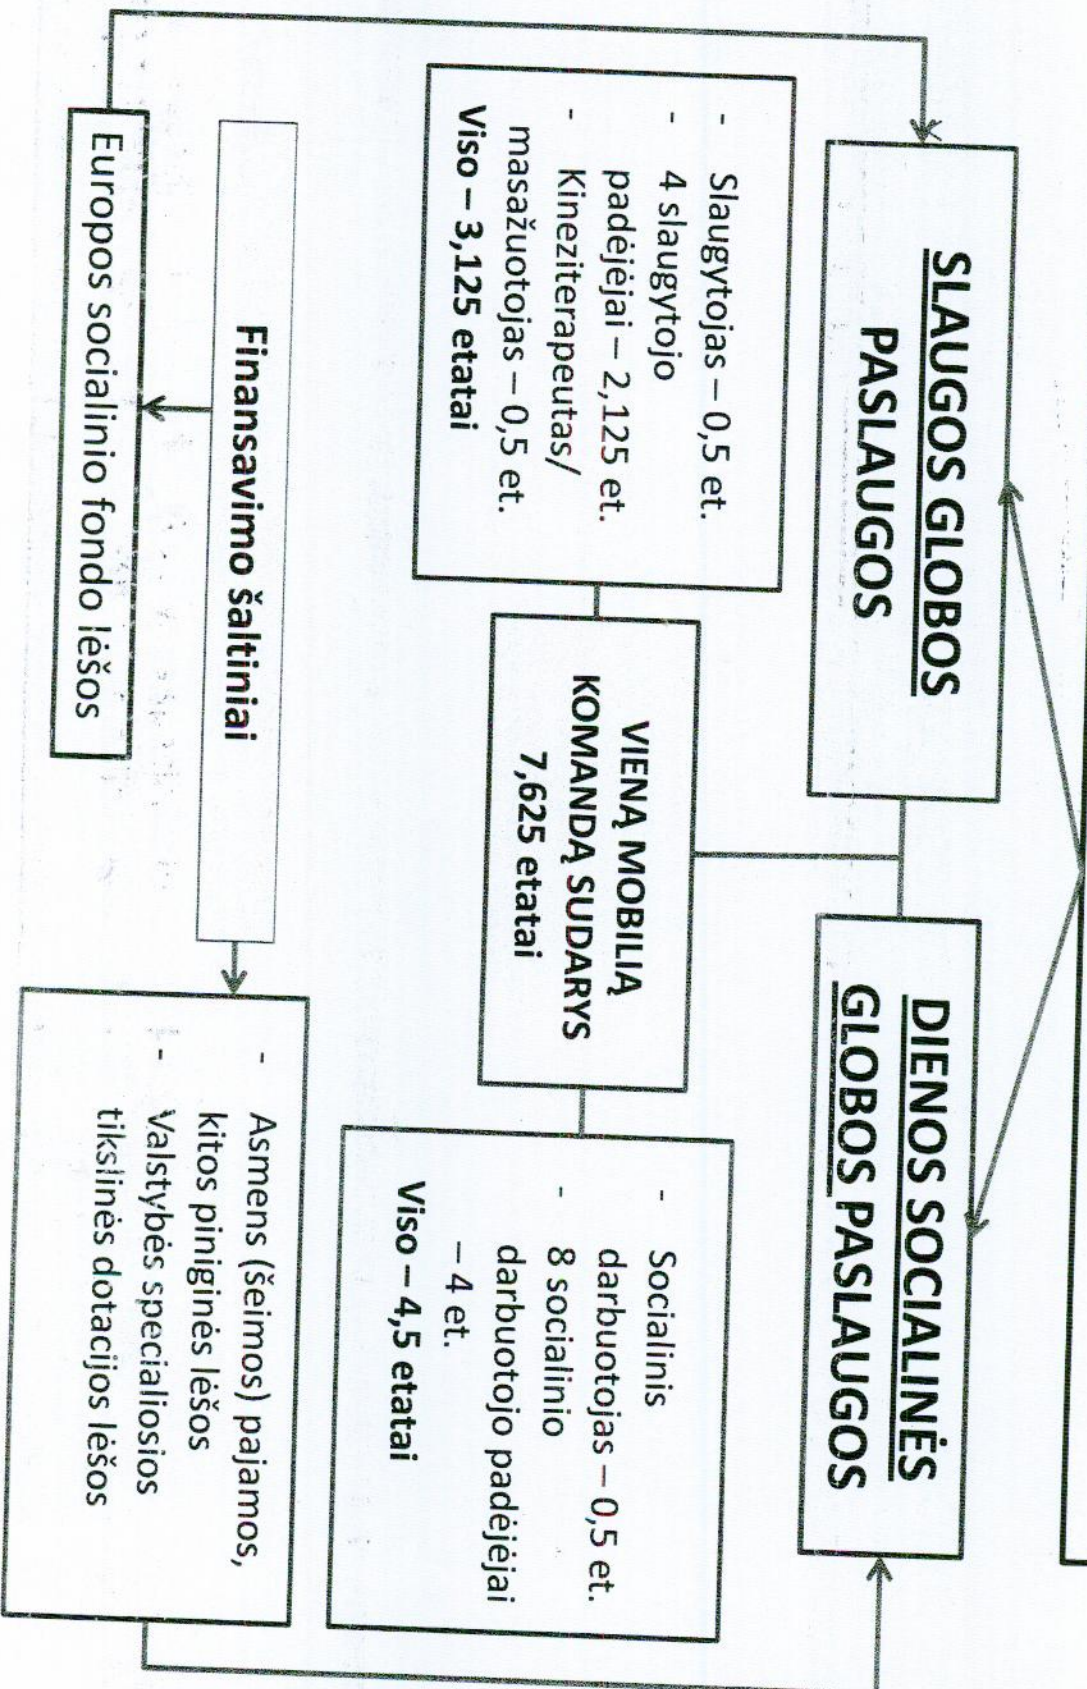 SLAUGOS GLOBOS
PASLAUGOS
DIENOS SOCIALINĖS
GLOBOS PASLAUGOS
- Slaugytojas – 0,5 et.
- 4 slaugytojo
padėjėjai – 2,125 et.
- Kineziterapeutas/
masažuotojas – 0,5 et.
Viso – 3,125 etatai
VIENĄ MOBILIĄ
KOMANDĄ SUDARYS
7,625 etatai
- Socialinis
darbuotojas – 0,5 et.
- 8 socialinio
darbuotojo padėjėjai
– 4 et.
Viso – 4,5 etatai
Finansavimo šaltiniai
Europos socialinio fondo lėšos
- Asmens (šeimos) pajamos,
kitos piniginės lėšos
- Valstybės specialiosios
tikslinės dotacijos lėšos